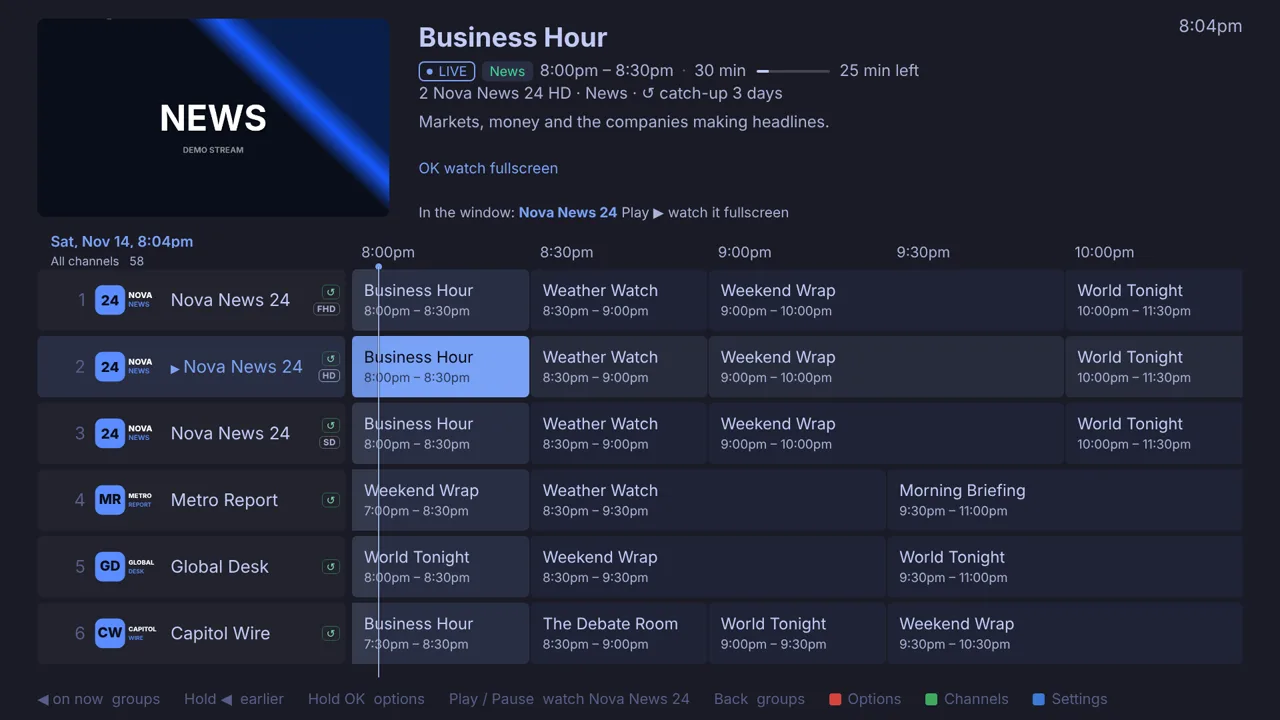 8:04pm
NEWS
DEMO STREAM
Business Hour
● LIVE News 8:00pm – 8:30pm · 30 min 25 min left
2 Nova News 24 HD · News · ↺ catch-up 3 days
Markets, money and the companies making headlines.
OK watch fullscreen
In the window: Nova News 24 Play ▶ watch it fullscreen
Sat, Nov 14, 8:04pm
All channels 58
8:00pm 8:30pm 9:00pm 9:30pm 10:00pm
1 24 NOVA NEWS Nova News 24 ↺ FHD
Business Hour Weather Watch Weekend Wrap World Tonight
8:00pm – 8:30pm 8:30pm – 9:00pm 9:00pm – 10:00pm 10:00pm – 11:30pm
2 24 NOVA NEWS ▶ Nova News 24 ↺ HD
Business Hour Weather Watch Weekend Wrap World Tonight
8:00pm – 8:30pm 8:30pm – 9:00pm 9:00pm – 10:00pm 10:00pm – 11:30pm
3 24 NOVA NEWS Nova News 24 ↺ SD
Business Hour Weather Watch Weekend Wrap World Tonight
8:00pm – 8:30pm 8:30pm – 9:00pm 9:00pm – 10:00pm 10:00pm – 11:30pm
4 MR METRO REPORT Metro Report ↺
Weekend Wrap Weather Watch Morning Briefing
7:00pm – 8:30pm 8:30pm – 9:30pm 9:30pm – 11:00pm
5 GD GLOBAL DESK Global Desk ↺
World Tonight Weekend Wrap World Tonight
8:00pm – 8:30pm 8:30pm – 9:30pm 9:30pm – 11:00pm
6 CW CAPITOL WIRE Capitol Wire ↺
Business Hour The Debate Room World Tonight Weekend Wrap
7:30pm – 8:30pm 8:30pm – 9:00pm 9:00pm – 9:30pm 9:30pm – 10:30pm
◀ on now groups Hold ◀ earlier Hold OK options Play / Pause watch Nova News 24 Back groups Options Channels Settings